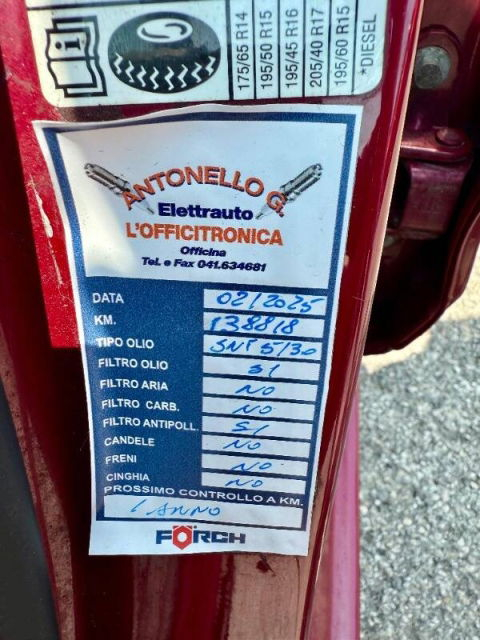 175/65 R14
195/50 R15
195/45 R16
205/40 R17
195/60 R15
*DIESEL
ANTONELLO G.
Elettrauto
L'OFFICITRONICA
Officina
Tel. e Fax 041.634681
DATA 02/2025
KM. 138818
TIPO OLIO SNT 5/30
FILTRO OLIO SI
FILTRO ARIA NO
FILTRO CARB. NO
FILTRO ANTIPOLL. SI
CANDELE NO
FRENI NO
CINGHIA NO
PROSSIMO CONTROLLO A KM.
1 ANNO
FÖRCH